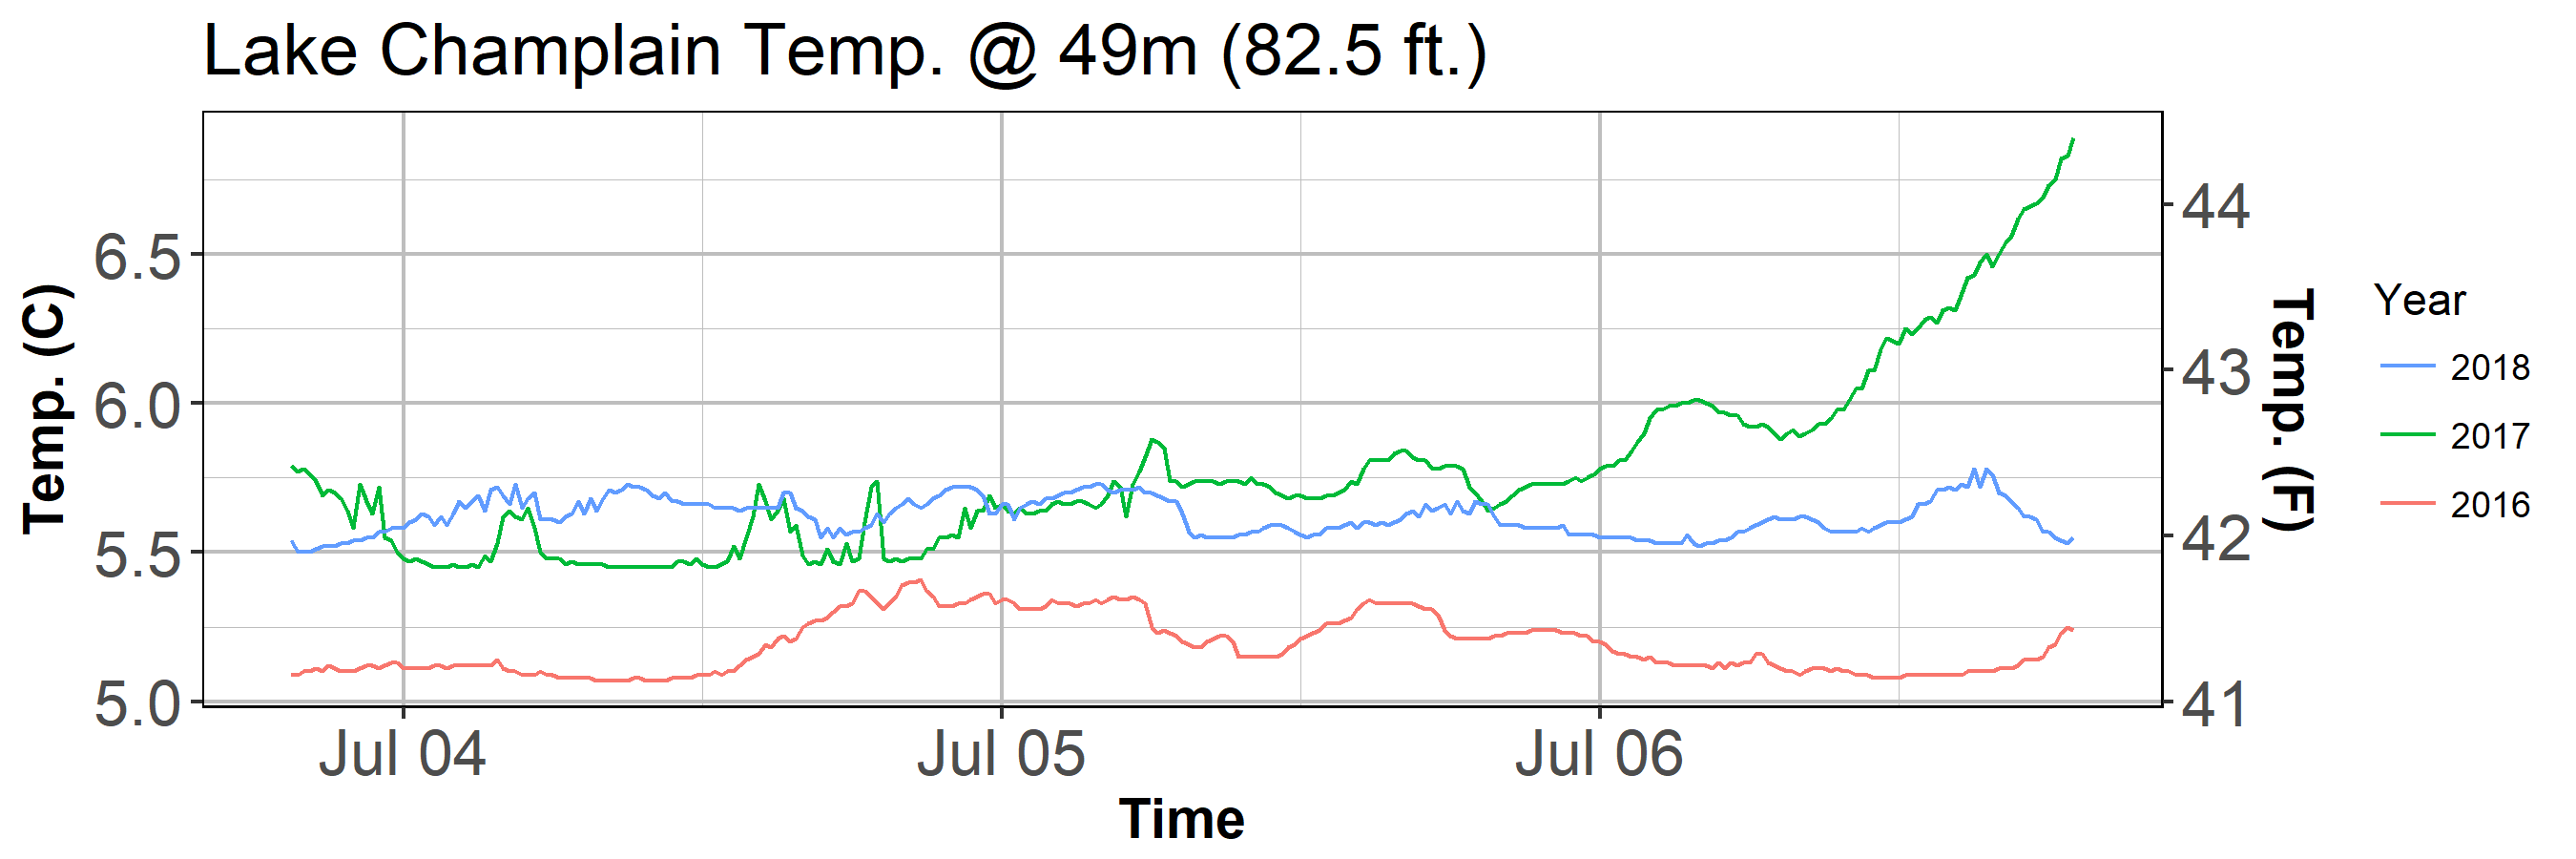 Lake Champlain Temp. @ 49m (82.5 ft.)
Temp. (C)
6.5
6.0
5.5
5.0
44
43
42
41
Temp. (F)
Jul 04
Jul 05
Jul 06
Time
Year
2018
2017
2016